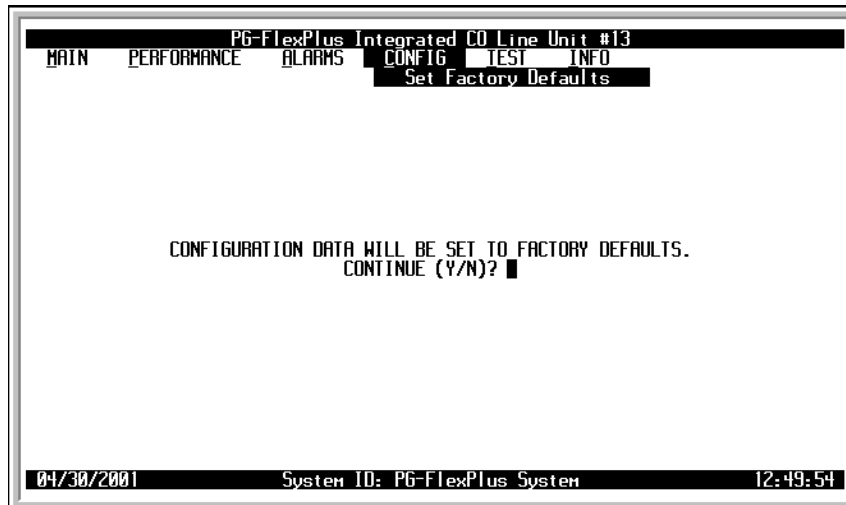 PG-FlexPlus Integrated CO Line Unit #13
MAIN PERFORMANCE ALARMS CONFIG TEST INFO
Set Factory Defaults
CONFIGURATION DATA WILL BE SET TO FACTORY DEFAULTS.
CONTINUE (Y/N)?
04/30/2001 System ID: PG-FlexPlus System 12:49:54